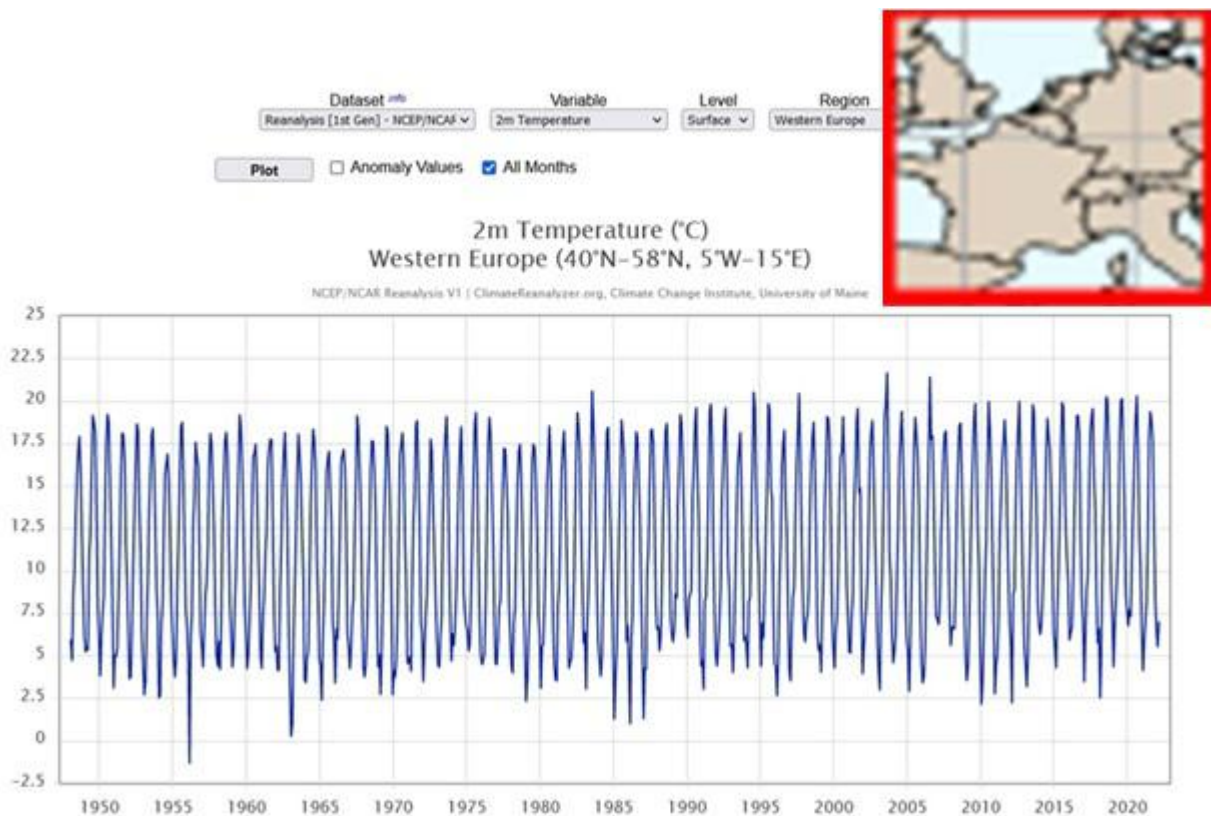 Dataset info Variable Level Region
Reanalysis [1st Gen] - NCEP/NCAR 2m Temperature Surface Western Europe
Plot Anomaly Values All Months
2m Temperature (°C)
Western Europe (40°N-58°N, 5°W-15°E)
NCEP/NCAR Reanalysis V1 | ClimateReanalyzer.org, Climate Change Institute, University of Maine
25
22.5
20
17.5
15
12.5
10
7.5
5
2.5
0
-2.5
1950 1955 1960 1965 1970 1975 1980 1985 1990 1995 2000 2005 2010 2015 2020